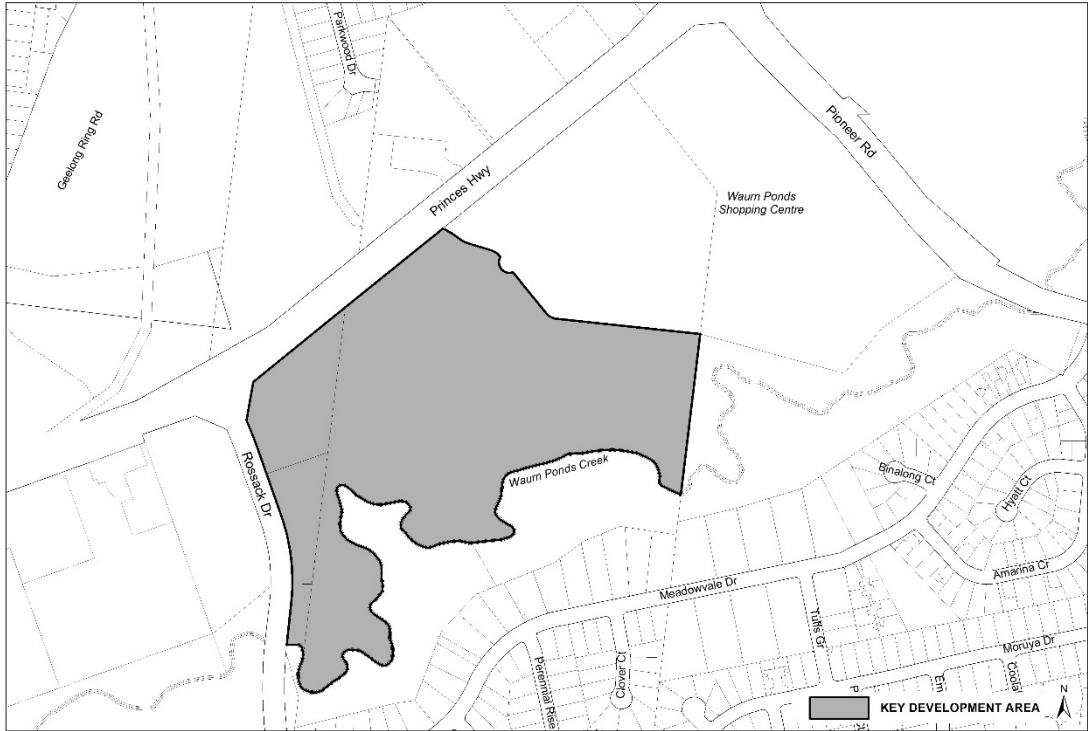 Parkwood Dr
Geelong Ring Rd
Princes Hwy
Pioneer Rd
Waurn Ponds
Shopping Centre
Rossack Dr
Waurn Ponds Creek
Binalong Ct
Hyatt Ct
Amarina Cr
Meadowvale Dr
Tuffs Gr
Moruya Dr
Perennial Rise
Clover Ct
Em
Coola
KEY DEVELOPMENT AREA
N